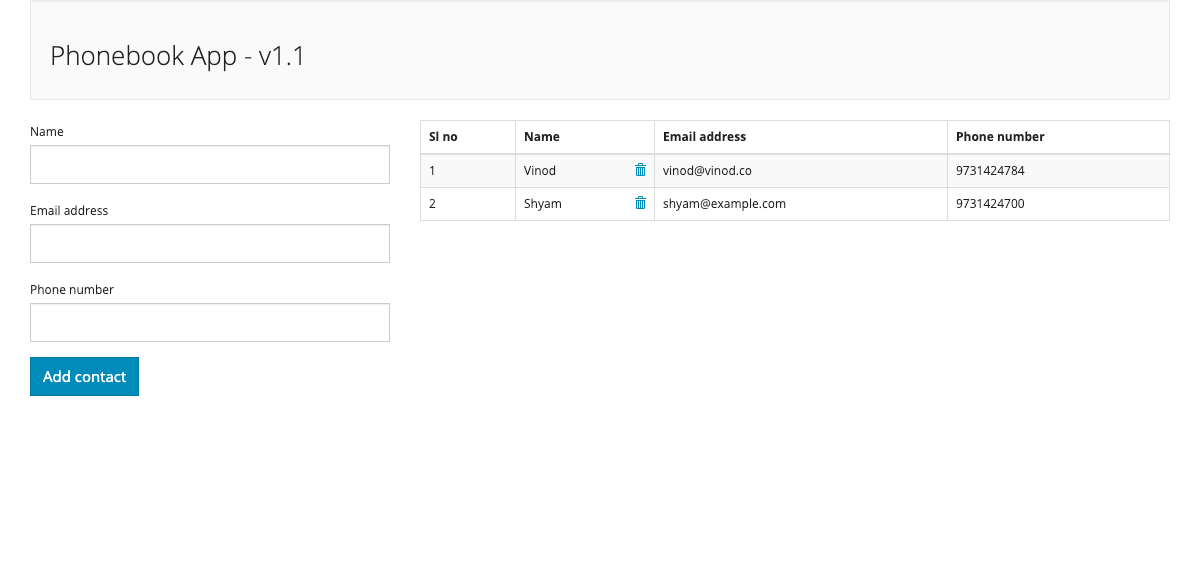 Phonebook App - v1.1
Name
Email address
Phone number
Add contact
Sl no Name Email address Phone number
1 Vinod vinod@vinod.co 9731424784
2 Shyam shyam@example.com 9731424700